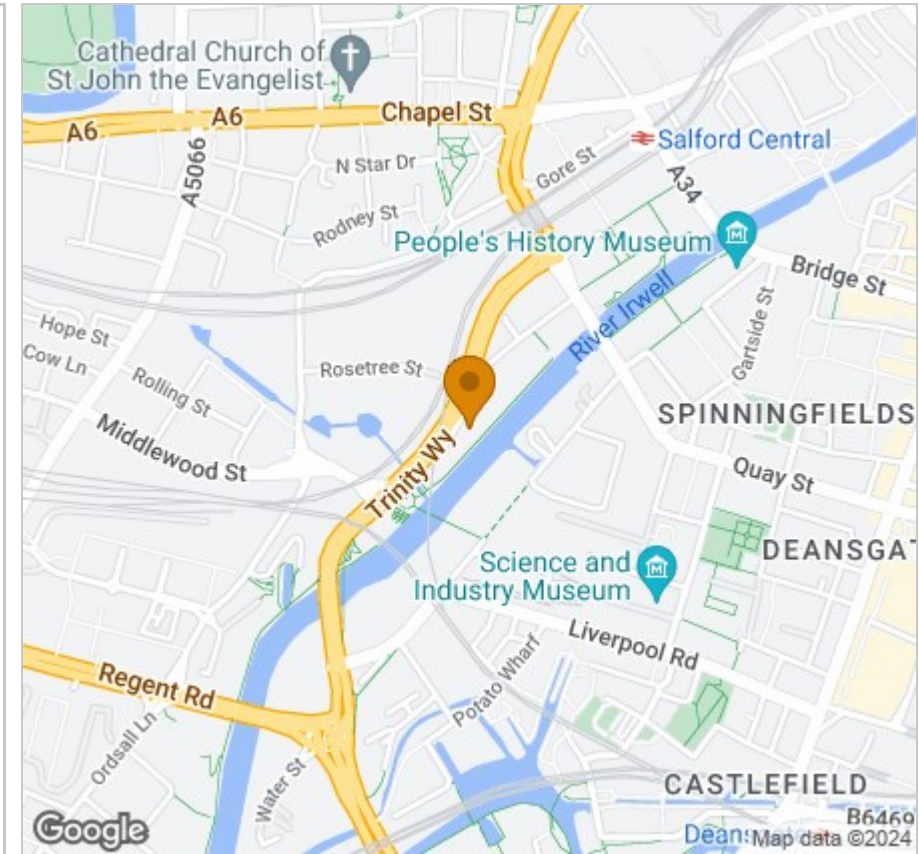 Cathedral Church of
St John the Evangelist
A6
A6
Chapel St
A5066
N Star Dr
Gore St
Salford Central
A34
Rodney St
People's History Museum
Bridge St
River Irwell
Gartside St
Hope St
Cow Ln
Rolling St
Rosetree St
SPINNINGFIELDS
Middlewood St
Trinity Wy
Quay St
DEANSGAT
Science and
Industry Museum
Liverpool Rd
Potato Wharf
Regent Rd
Ordsall Ln
Water St
CASTLEFIELD
B6469
Google
Map data ©2024